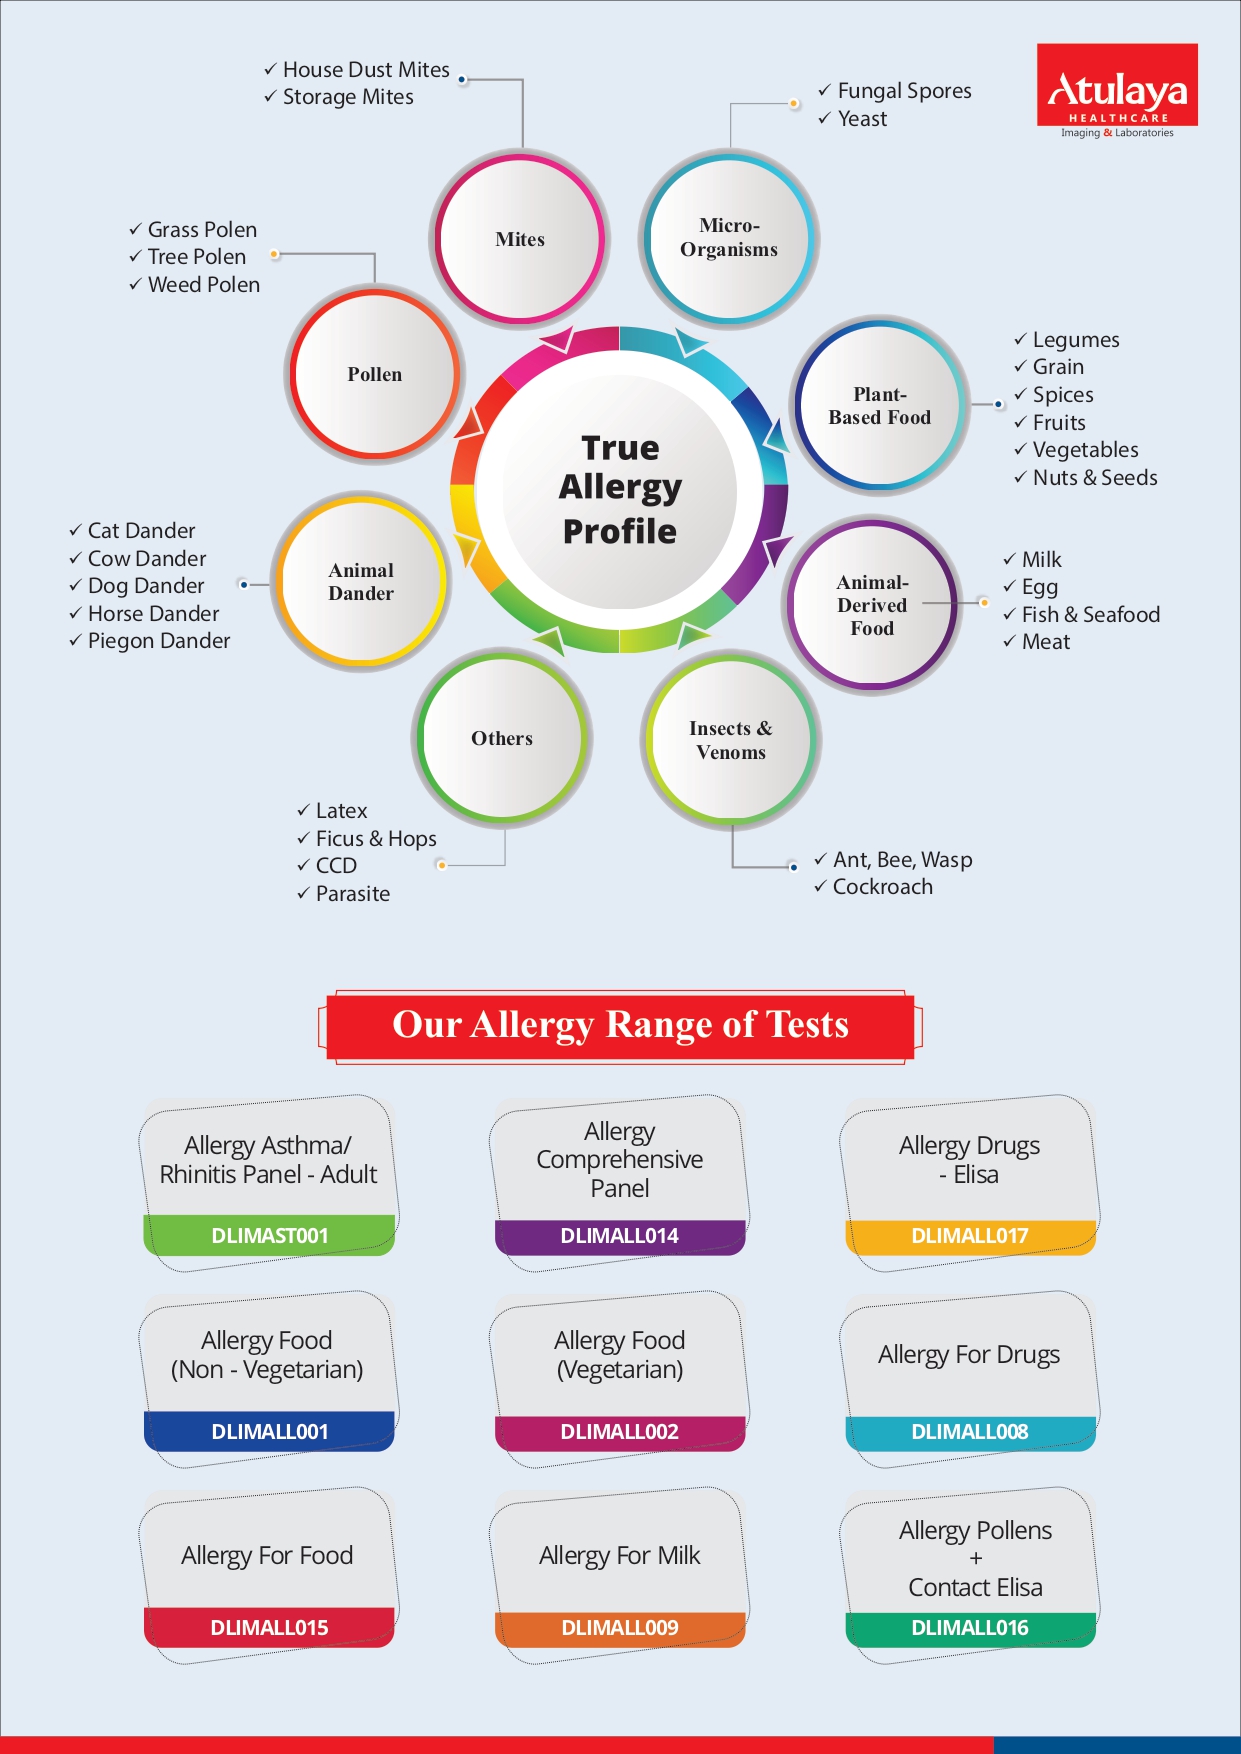 House Dust Mites
Storage Mites
Fungal Spores
Yeast
Atulaya
HEALTHCARE
Imaging & Laboratories
Mites
Micro-
Organisms
Grass Polen
Tree Polen
Weed Polen
Pollen
Plant-
Based Food
Legumes
Grain
Spices
Fruits
Vegetables
Nuts & Seeds
True
Allergy
Profile
Cat Dander
Cow Dander
Dog Dander
Horse Dander
Piegon Dander
Animal
Dander
Animal-
Derived
Food
Milk
Egg
Fish & Seafood
Meat
Others
Insects &
Venoms
Latex
Ficus & Hops
CCD
Parasite
Ant, Bee, Wasp
Cockroach
Our Allergy Range of Tests
Allergy Asthma/
Rhinitis Panel - Adult
DLIMAST001
Allergy
Comprehensive
Panel
DLIMALL014
Allergy Drugs
- Elisa
DLIMALL017
Allergy Food
(Non - Vegetarian)
DLIMALL001
Allergy Food
(Vegetarian)
DLIMALL002
Allergy For Drugs
DLIMALL008
Allergy For Food
DLIMALL015
Allergy For Milk
DLIMALL009
Allergy Pollens
+
Contact Elisa
DLIMALL016